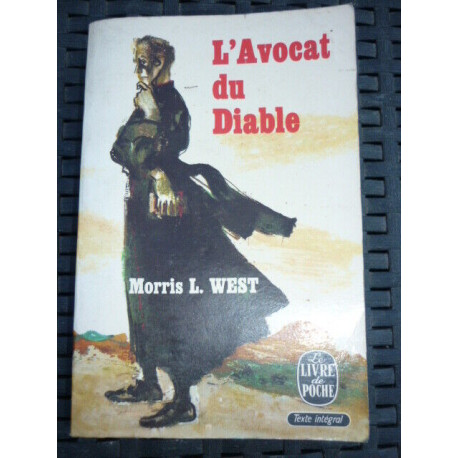 L'Avocat
du
Diable
Morris L. WEST
Le
LIVRE
de
POCHE
Texte intégral